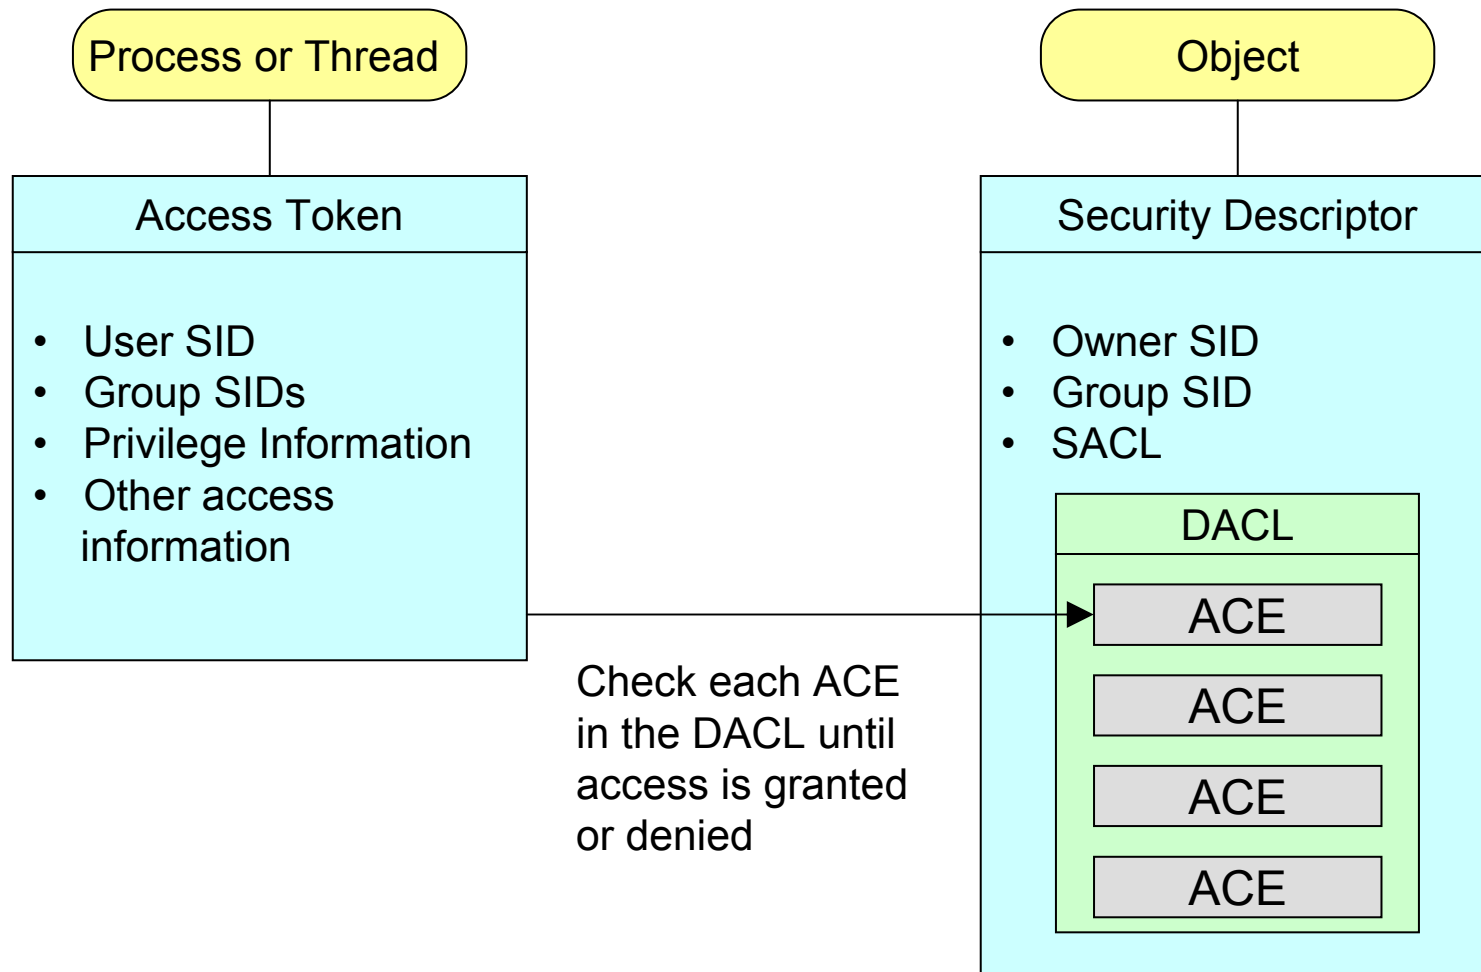 Process or Thread
Access Token
• User SID
• Group SIDs
• Privilege Information
• Other access
information
Check each ACE
in the DACL until
access is granted
or denied
Object
Security Descriptor
• Owner SID
• Group SID
• SACL
DACL
ACE
ACE
ACE
ACE